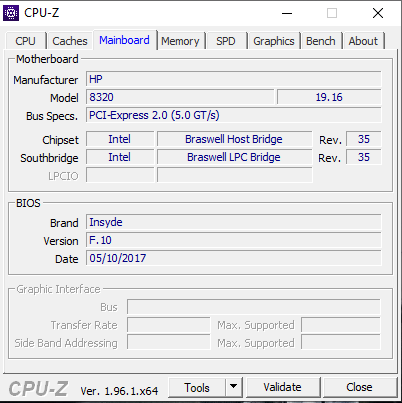 CPU-Z
CPU Caches Mainboard Memory SPD Graphics Bench About
Motherboard
Manufacturer HP
Model 8320 19.16
Bus Specs. PCI-Express 2.0 (5.0 GT/s)
Chipset Intel Braswell Host Bridge Rev. 35
Southbridge Intel Braswell LPC Bridge Rev. 35
LPCIO
BIOS
Brand Insyde
Version F.10
Date 05/10/2017
Graphic Interface
Bus
Transfer Rate Max. Supported
Side Band Addressing Max. Supported
CPU-Z Ver. 1.96.1.x64 Tools Validate Close